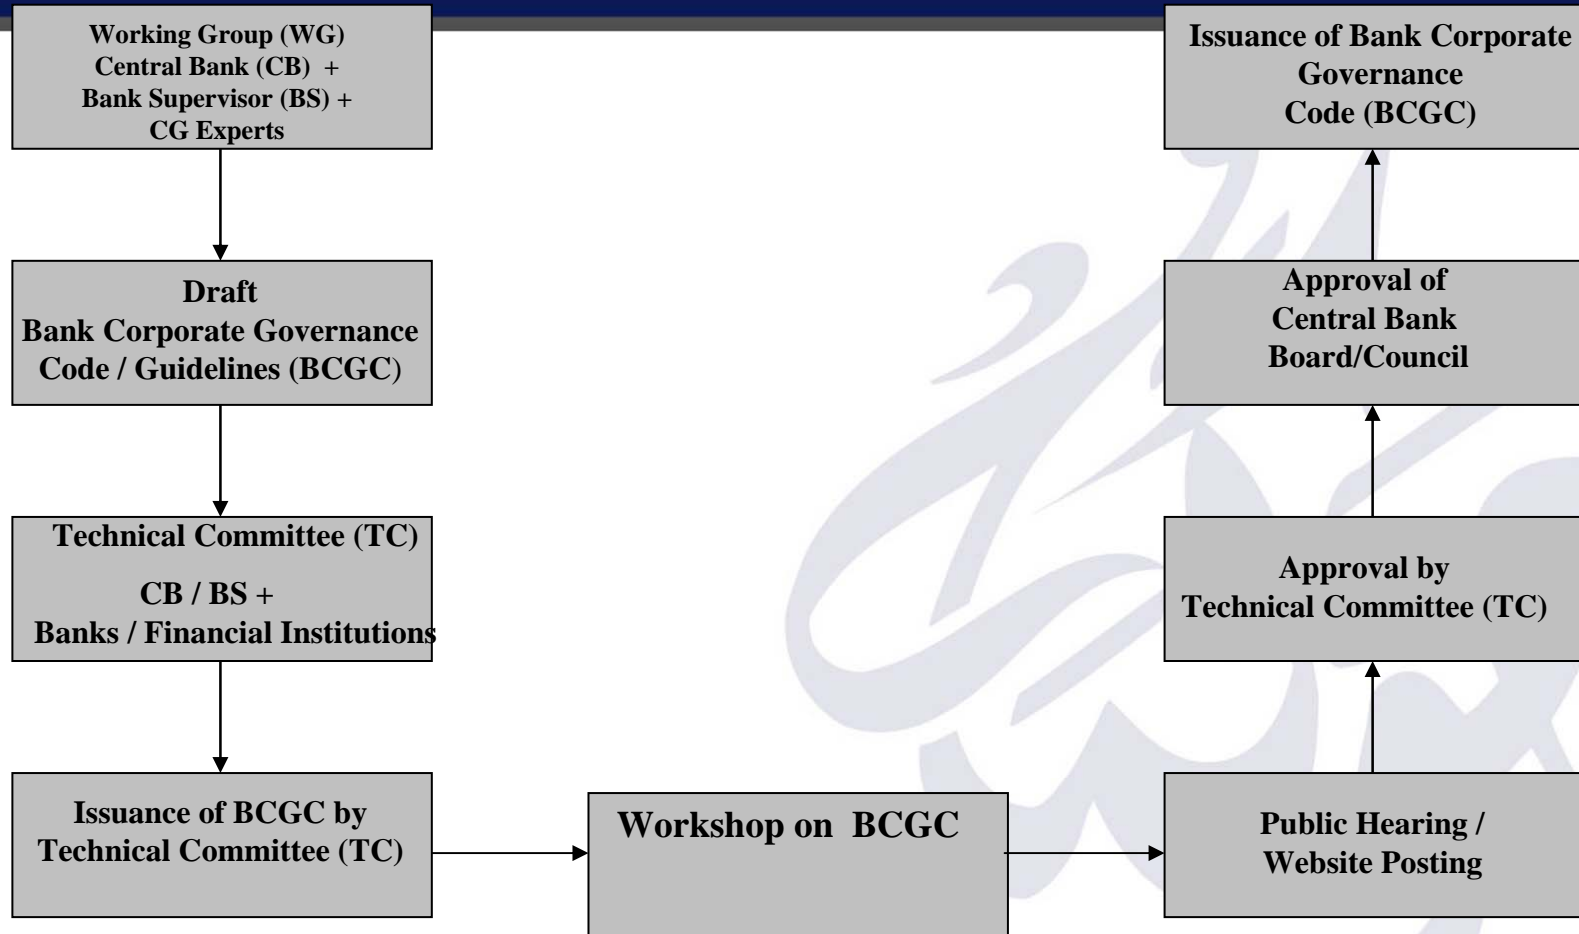 Working Group (WG)
Central Bank (CB) +
Bank Supervisor (BS) +
CG Experts
Draft
Bank Corporate Governance
Code / Guidelines (BCGC)
Technical Committee (TC)
CB / BS +
Banks / Financial Institutions
Issuance of BCGC by
Technical Committee (TC)
Workshop on BCGC
Public Hearing /
Website Posting
Approval by
Technical Committee (TC)
Approval of
Central Bank
Board/Council
Issuance of Bank Corporate
Governance
Code (BCGC)